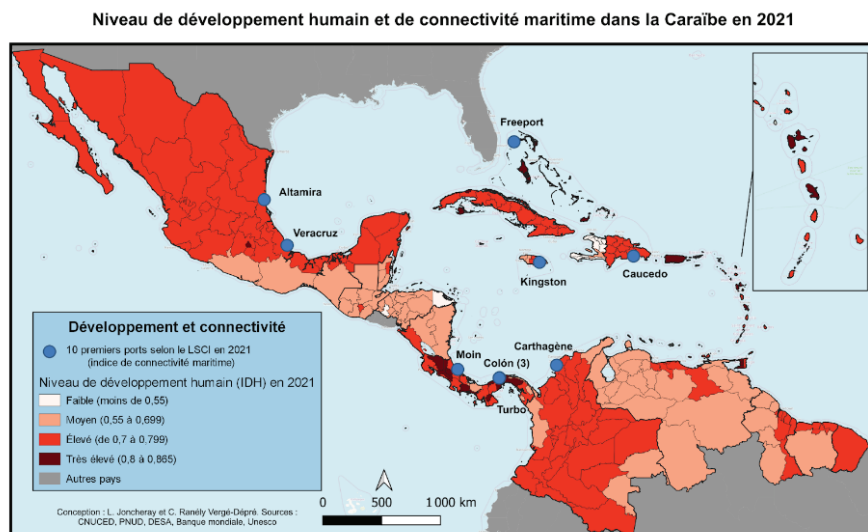 Niveau de développement humain et de connectivité maritime dans la Caraïbe en 2021
Freeport
Altamira
Veracruz
Kingston
Caucedo
Moin
Colón (3)
Carthagène
Turbo
Développement et connectivité
10 premiers ports selon le LSCI en 2021
(indice de connectivité maritime)
Niveau de développement humain (IDH) en 2021
Faible (moins de 0,55)
Moyen (0,55 à 0,699)
Élevé (de 0,7 à 0,799)
Très élevé (0,8 à 0,865)
Autres pays
Conception : L. Joncheray et C. Ranély Vergé-Dépré. Sources :
CNUCED, PNUD, DESA, Banque mondiale, Unesco
0 500 1 000 km